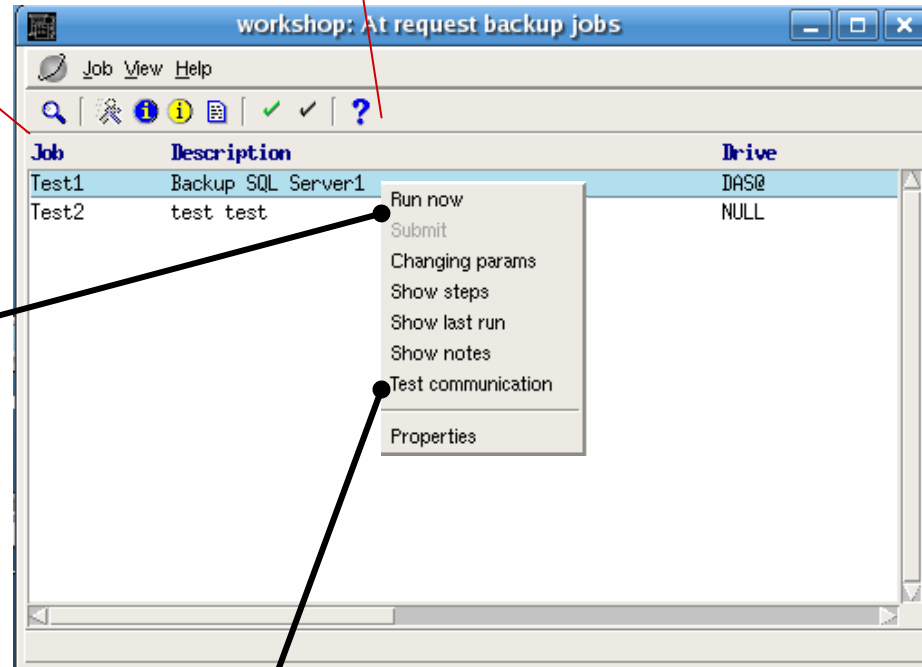 workshop: At request backup jobs
Job View Help
Job Description Drive
Test1 Backup SQL Server1 DAS@
Test2 test test NULL
Run now
Submit
Changing params
Show steps
Show last run
Show notes
Test communication
Properties